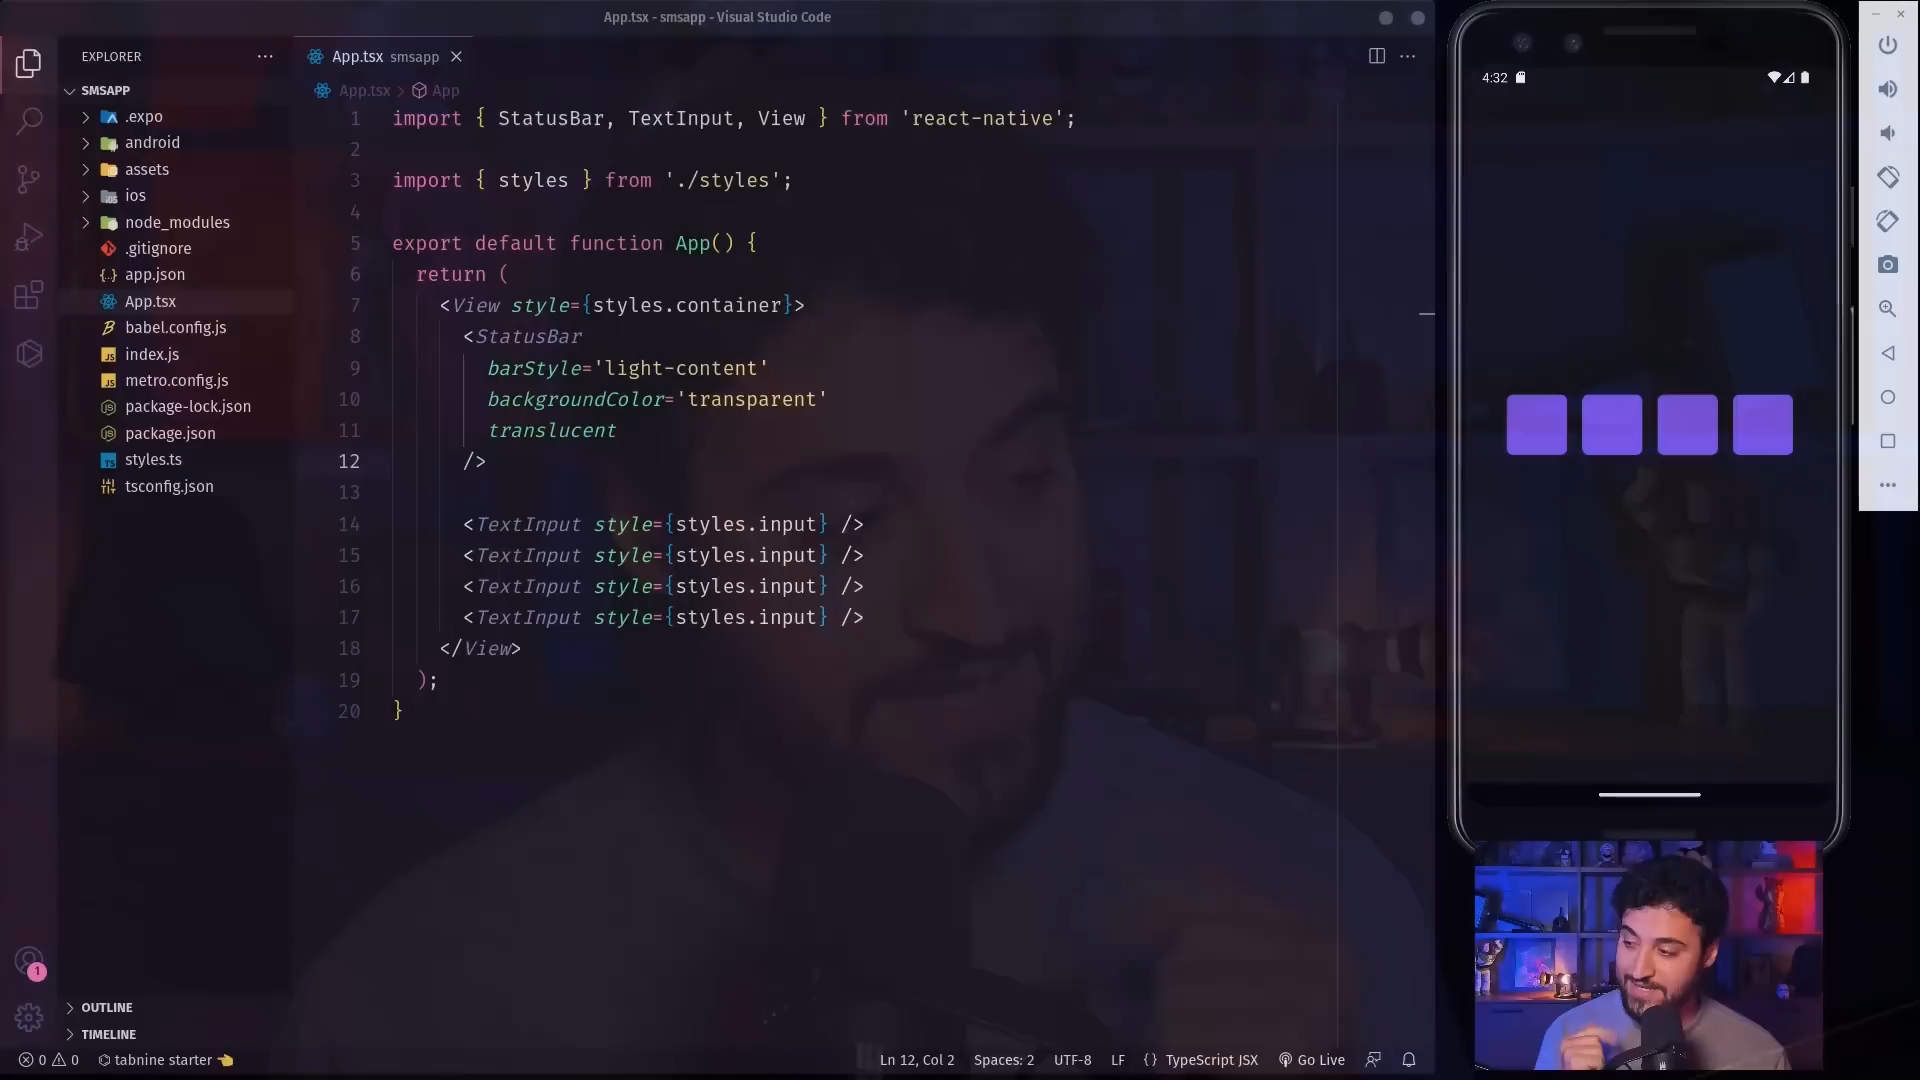 App.tsx - smsapp - Visual Studio Code
EXPLORER
SMSAPP
.expo
android
assets
ios
node_modules
.gitignore
app.json
App.tsx
babel.config.js
index.js
metro.config.js
package-lock.json
package.json
styles.ts
tsconfig.json
OUTLINE
TIMELINE
App.tsx smsapp
App.tsx > App
1 import { StatusBar, TextInput, View } from 'react-native';
2
3 import { styles } from './styles';
4
5 export default function App() {
6 return (
7 <View style={styles.container}>
8 <StatusBar
9 barStyle='light-content'
10 backgroundColor='transparent'
11 translucent
12 />
13
14 <TextInput style={styles.input} />
15 <TextInput style={styles.input} />
16 <TextInput style={styles.input} />
17 <TextInput style={styles.input} />
18 </View>
19 );
20 }
4:32
1
0 0 tabnine starter Ln 12, Col 2 Spaces: 2 UTF-8 LF {} TypeScript JSX Go Live